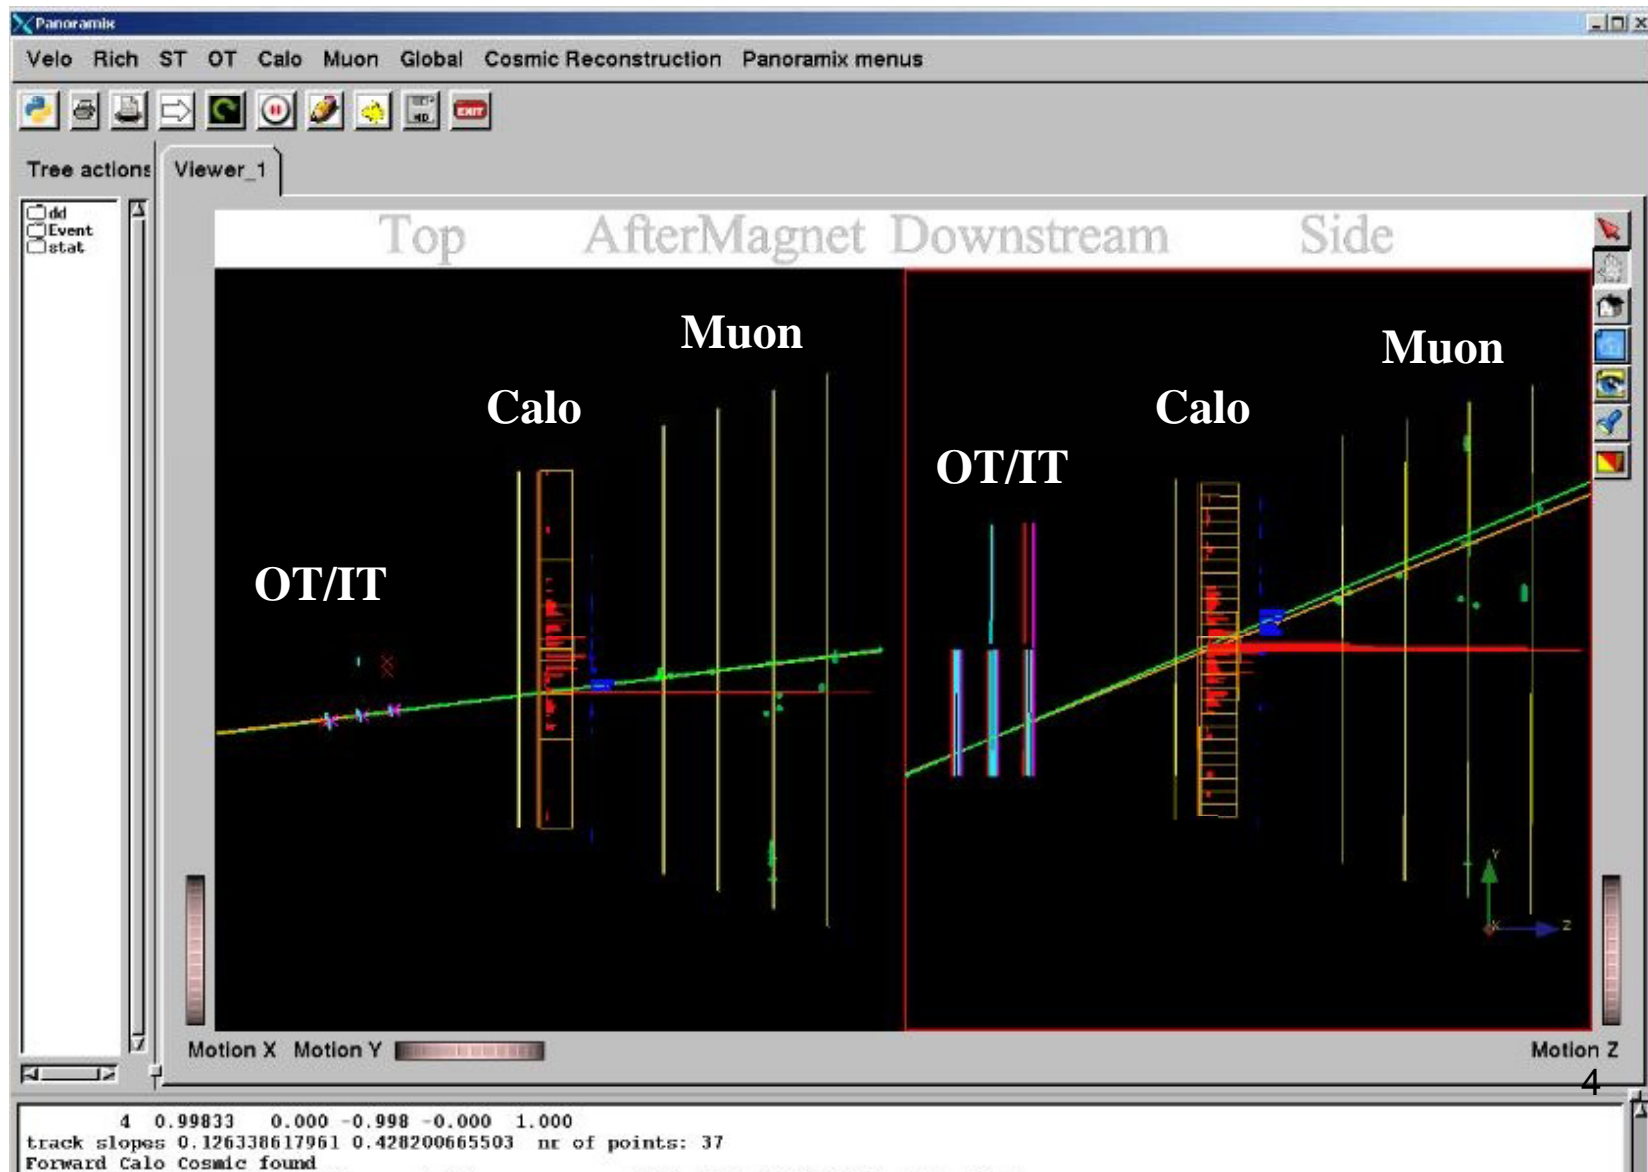 Panoramix
Velo Rich ST OT Calo Muon Global Cosmic Reconstruction Panoramix menus
HD
EXIT
Tree actions
Viewer_1
dd
Event
stat
Top AfterMagnet Downstream Side
Muon
Calo
OT/IT
Muon
Calo
OT/IT
Y
X
Z
Motion X Motion Y
Motion Z
4
4 0.99833 0.000 -0.998 -0.000 1.000
track slopes 0.126338617961 0.428200665503 nr of points: 37
Forward Calo Cosmic found